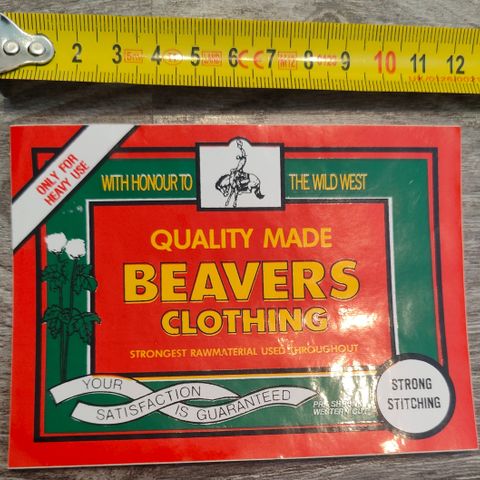 2 3 4 5 6 7 8 9 10 11 12
ONLY FOR
HEAVY USE
WITH HONOUR TO THE WILD WEST
QUALITY MADE
BEAVERS
CLOTHING
STRONGEST RAWMATERIAL USED THROUGHOUT
YOUR
SATISFACTION
IS GUARANTEED
WESTERN CUT
STRONG
STITCHING